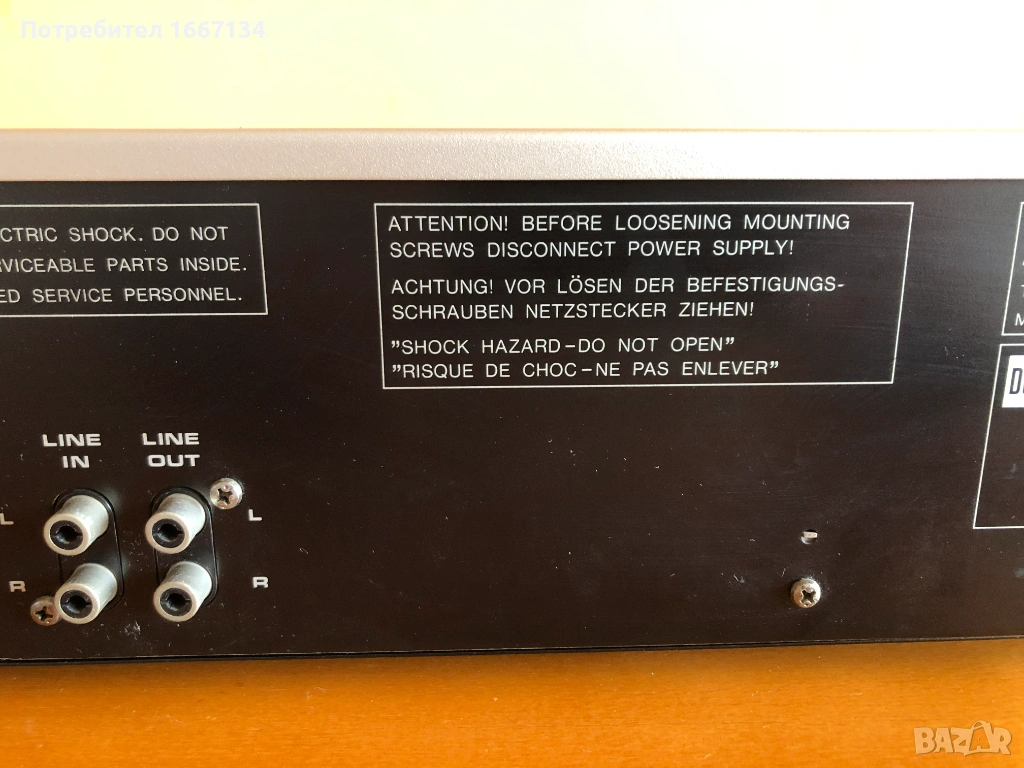 Потребител 1667134
CTRIC SHOCK. DO NOT
RVICEABLE PARTS INSIDE.
ED SERVICE PERSONNEL.
ATTENTION! BEFORE LOOSENING MOUNTING
SCREWS DISCONNECT POWER SUPPLY!
ACHTUNG! VOR LÖSEN DER BEFESTIGUNGS-
SCHRAUBEN NETZSTECKER ZIEHEN!
"SHOCK HAZARD-DO NOT OPEN"
"RISQUE DE CHOC-NE PAS ENLEVER"
LINE IN
LINE OUT
L
L
R
R
BAZAR